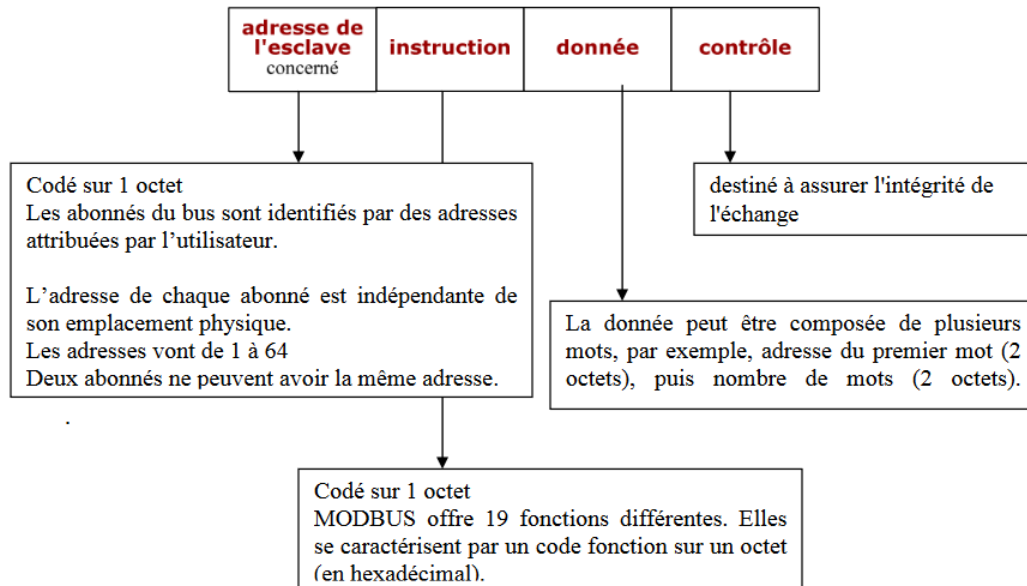 adresse de
l'esclave
concerné
instruction
donnée
contrôle
Codé sur 1 octet
Les abonnés du bus sont identifiés par des adresses
attribuées par l’utilisateur.
L’adresse de chaque abonné est indépendante de
son emplacement physique.
Les adresses vont de 1 à 64
Deux abonnés ne peuvent avoir la même adresse.
.
destiné à assurer l'intégrité de
l'échange
La donnée peut être composée de plusieurs
mots, par exemple, adresse du premier mot (2
octets), puis nombre de mots (2 octets).
Codé sur 1 octet
MODBUS offre 19 fonctions différentes. Elles
se caractérisent par un code fonction sur un octet
(en hexadécimal).